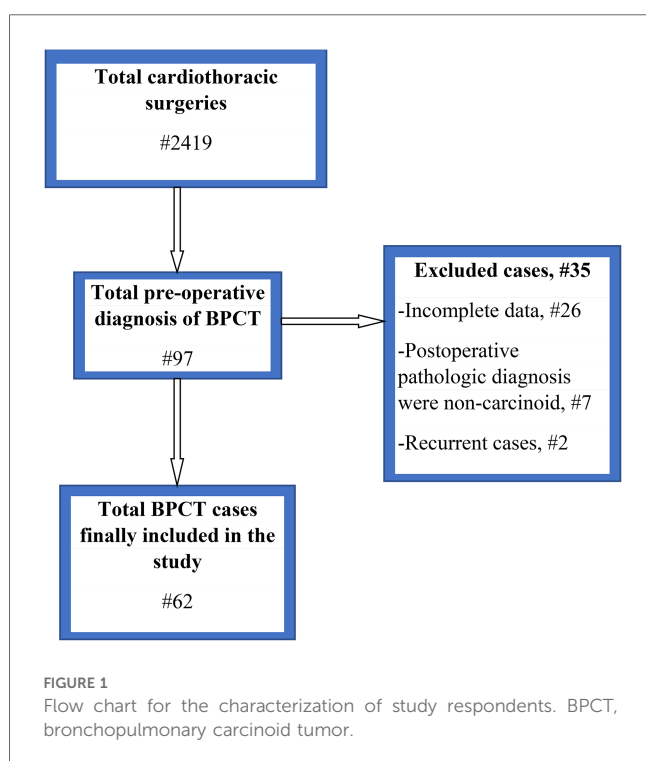 Total cardiothoracic
surgeries
#2419
Total pre-operative
diagnosis of BPCT
#97
Excluded cases, #35
-Incomplete data, #26
-Postoperative
pathologic diagnosis
were non-carcinoid, #7
-Recurrent cases, #2
Total BPCT cases
finally included in the
study
#62
FIGURE 1
Flow chart for the characterization of study respondents. BPCT,
bronchopulmonary carcinoid tumor.